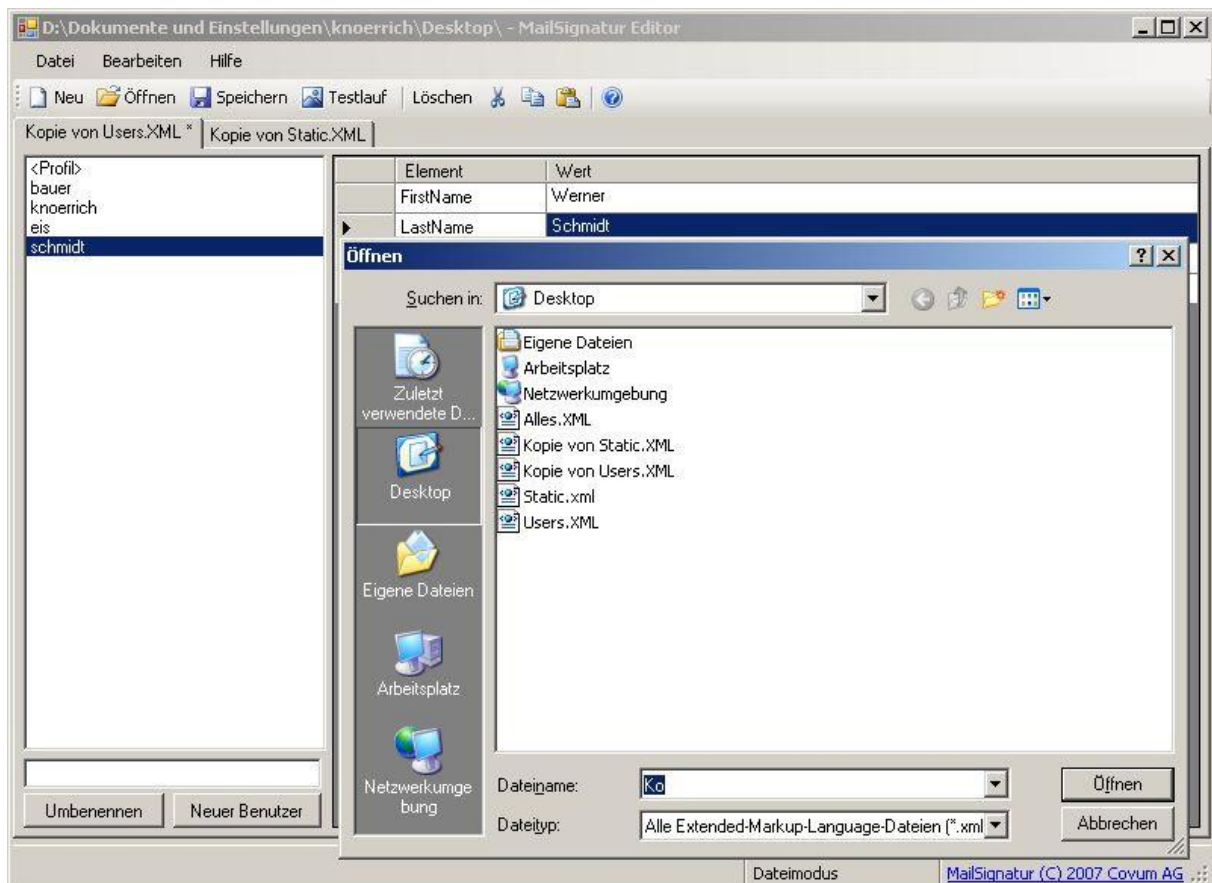 D:\Dokumente und Einstellungen\knoerrich\Desktop\ - MailSignatur Editor
Datei Bearbeiten Hilfe
Neu Öffnen Speichern Testlauf Löschen
Kopie von Users.XML * Kopie von Static.XML
<Profil>
bauer
knoerrich
eis
schmidt
Element Wert
FirstName Werner
LastName Schmidt
Öffnen
Suchen in: Desktop
Zuletzt verwendete D...
Desktop
Eigene Dateien
Arbeitsplatz
Netzwerkumge
bung
Eigene Dateien
Arbeitsplatz
Netzwerkumgebung
Alles.XML
Kopie von Static.XML
Kopie von Users.XML
Static.xml
Users.XML
Dateiname: Ko Öffnen
Dateityp: Alle Extended-Markup-Language-Dateien (*.xml Abbrechen
Umbenennen Neuer Benutzer
Dateimodus MailSignatur (C) 2007 Covum AG